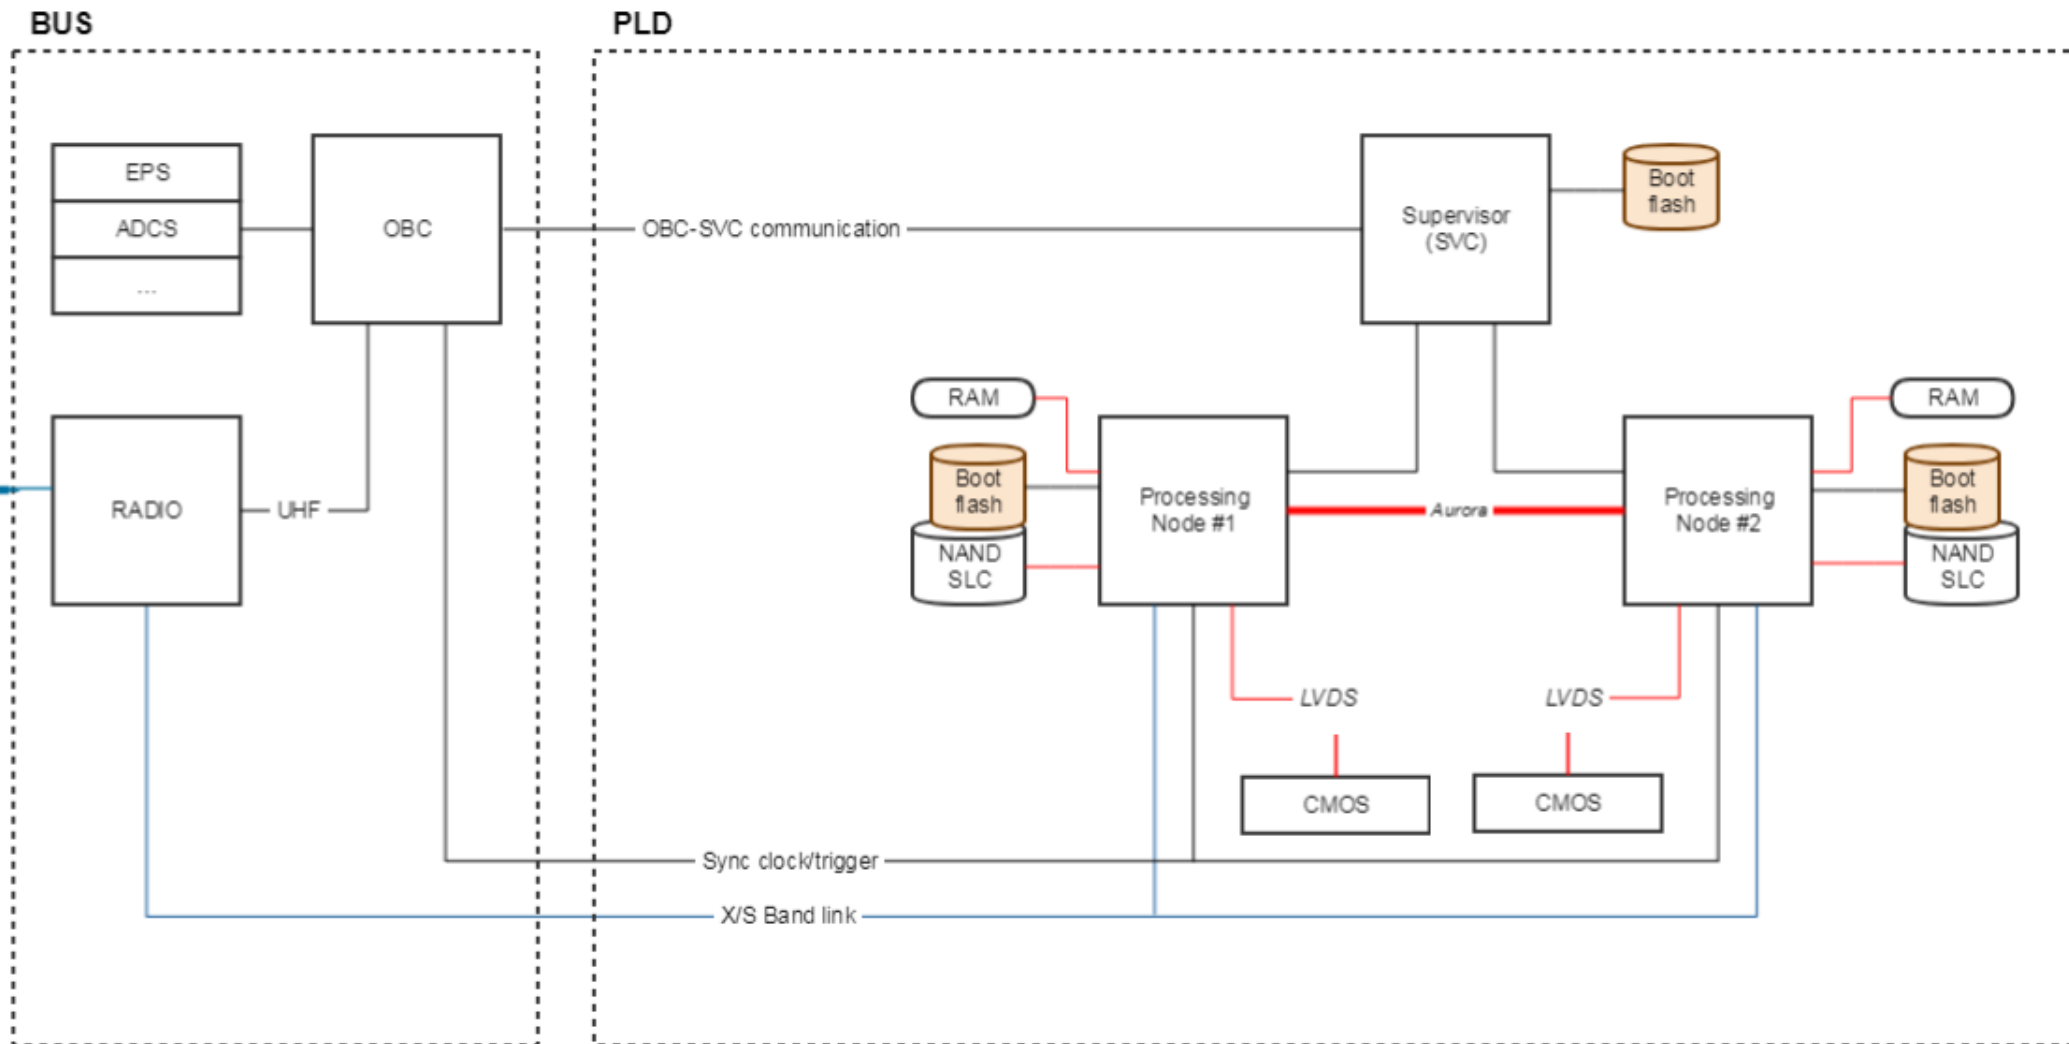 BUS
PLD
EPS
ADCS
...
OBC
OBC-SVC communication
Supervisor
(SVC)
Boot
flash
RADIO
UHF
RAM
Boot
flash
NAND
SLC
Processing
Node #1
Aurora
Processing
Node #2
RAM
Boot
flash
NAND
SLC
LVDS
LVDS
CMOS
CMOS
Sync clock/trigger
X/S Band link